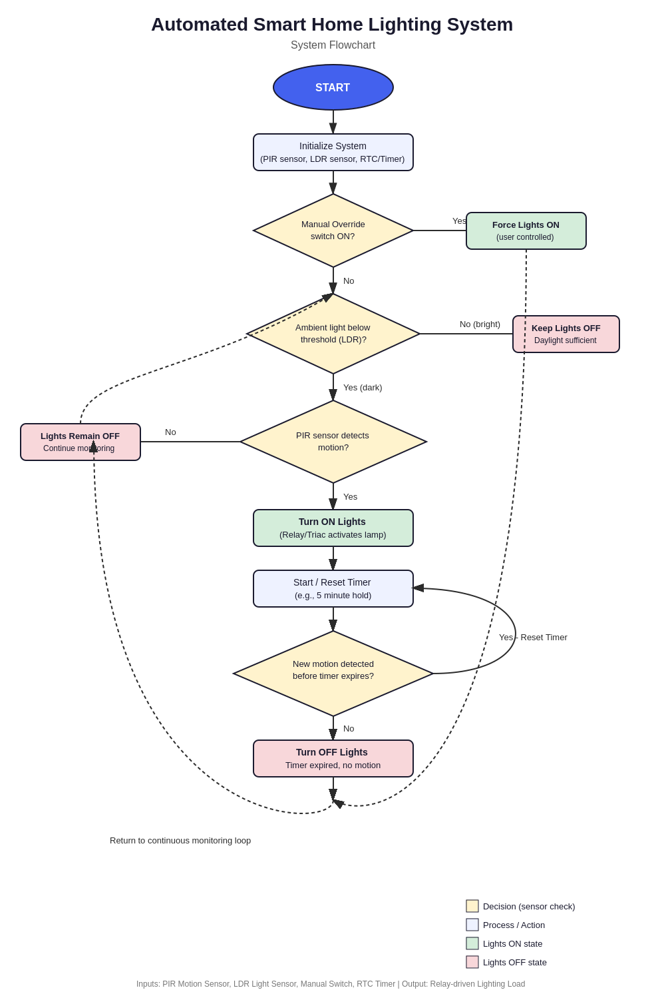 Automated Smart Home Lighting System
System Flowchart
START
Initialize System
(PIR sensor, LDR sensor, RTC/Timer)
Manual Override
switch ON?
Yes
Force Lights ON
(user controlled)
No
Ambient light below
threshold (LDR)?
No (bright)
Keep Lights OFF
Daylight sufficient
Yes (dark)
PIR sensor detects
motion?
No
Lights Remain OFF
Continue monitoring
Yes
Turn ON Lights
(Relay/Triac activates lamp)
Start / Reset Timer
(e.g., 5 minute hold)
New motion detected
before timer expires?
Yes - Reset Timer
No
Turn OFF Lights
Timer expired, no motion
Return to continuous monitoring loop
Decision (sensor check)
Process / Action
Lights ON state
Lights OFF state
Inputs: PIR Motion Sensor, LDR Light Sensor, Manual Switch, RTC Timer | Output: Relay-driven Lighting Load